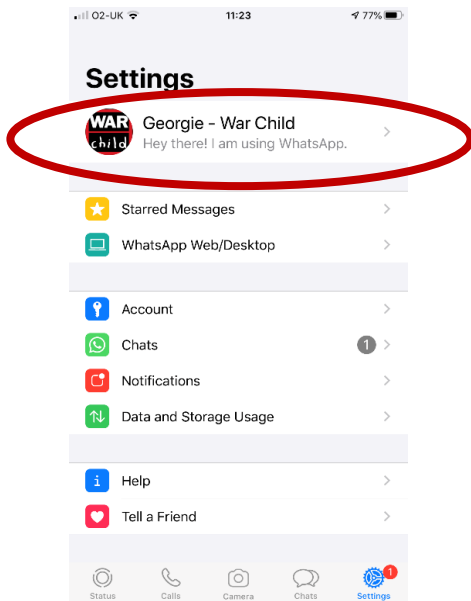 O2-UK 11:23 77%
Settings
WAR
child
Georgie - War Child
Hey there! I am using WhatsApp.
Starred Messages
WhatsApp Web/Desktop
Account
Chats 1
Notifications
Data and Storage Usage
i Help
Tell a Friend
1
Status Calls Camera Chats Settings